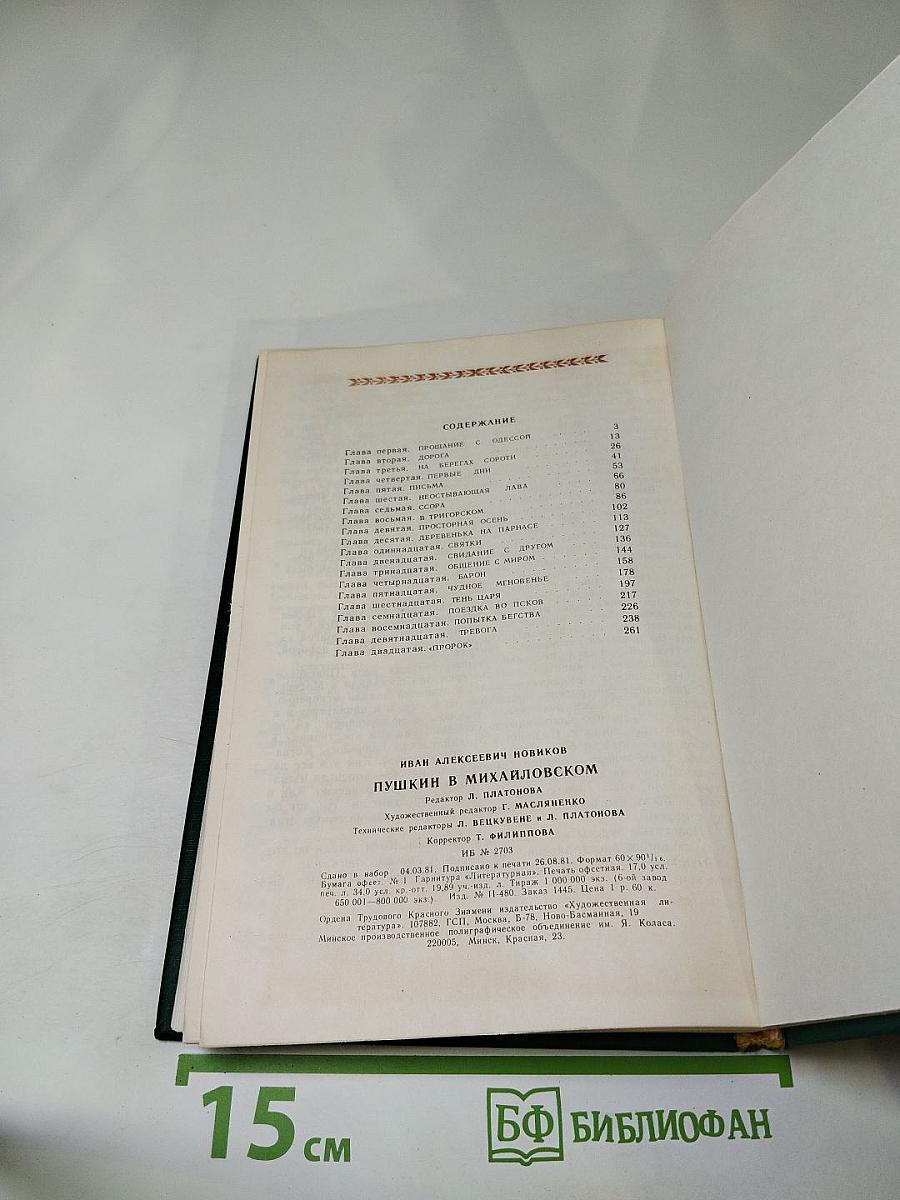 СОДЕРЖАНИЕ
Глава первая. ПРОЩАНИЕ С ОДЕССОЙ 3
Глава вторая. ДОРОГА 13
Глава третья. НА БЕРЕГАХ СОРОТИ 26
Глава четвертая. ПЕРВЫЕ ДНИ 41
Глава пятая. ПИСЬМА 53
Глава шестая. НЕОСТЫВАЮЩАЯ ЛАВА 66
Глава седьмая. ССОРА 80
Глава восьмая. В ТРИГОРСКОМ 86
Глава девятая. ПРОСТОРНАЯ ОСЕНЬ 102
Глава десятая. ДЕРЕВЕНЬКА НА ПАРНАСЕ 113
Глава одиннадцатая. СВЯТКИ 127
Глава двенадцатая. СВИДАНИЕ С ДРУГОМ 136
Глава тринадцатая. ОБЩЕНИЕ С МИРОМ 144
Глава четырнадцатая. БАРОН 158
Глава пятнадцатая. ЧУДНОЕ МГНОВЕНЬЕ 178
Глава шестнадцатая. ТЕНЬ ЦАРЯ 197
Глава семнадцатая. ПОЕЗДКА ВО ПСКОВ 217
Глава восемнадцатая. ПОПЫТКА БЕГСТВА 226
Глава девятнадцатая. ТРЕВОГА 238
Глава двадцатая. «ПРОРОК» 261
ИВАН АЛЕКСЕЕВИЧ НОВИКОВ
ПУШКИН В МИХАЙЛОВСКОМ
Редактор Л. ПЛАТОНОВА
Художественный редактор Г. МАСЛЯНЕНКО
Технические редакторы Л. ВЕЦКУВЕНЕ и Л. ПЛАТОНОВА
Корректор Т. ФИЛИППОВА
ИБ № 2703
Сдано в набор 04.03.81. Подписано к печати 26.08.81. Формат 60×90 1/16.
Бумага офсет. № 1 Гарнитура «Литературная». Печать офсетная. 17,0 усл.
печ. л. 34,0 усл. кр.-отт. 19,89 уч.-изд. л. Тираж 1 000 000 экз. (6-ой завод
650 001—800 000 экз.). Изд. № II-480. Заказ 1445. Цена 1 р. 60 к.
Ордена Трудового Красного Знамени издательство «Художественная ли-
тература». 107882, ГСП, Москва, Б-78, Ново-Басманная, 19
Минское производственное полиграфическое объединение им. Я. Коласа.
220005, Минск, Красная, 23.
15 см
БФ БИБЛИОФАН